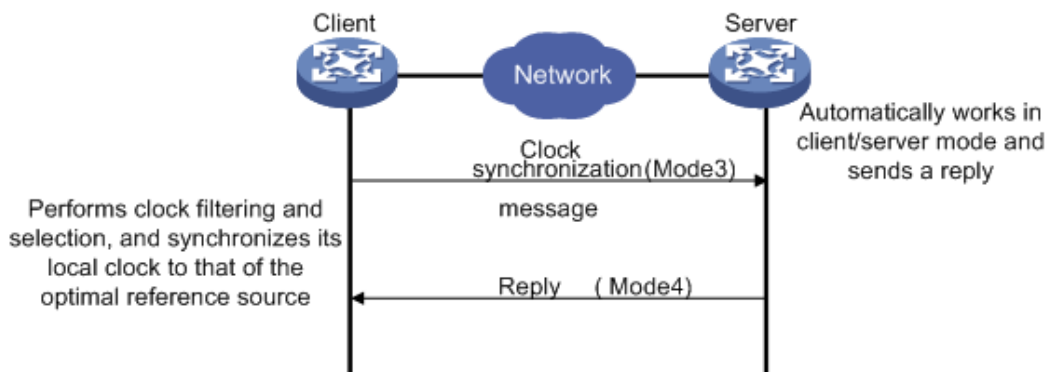 Client
Server
Network
Automatically works in
client/server mode and
sends a reply
Clock
synchronization(Mode3)
message
Performs clock filtering and
selection, and synchronizes its
local clock to that of the
optimal reference source
Reply ( Mode4)